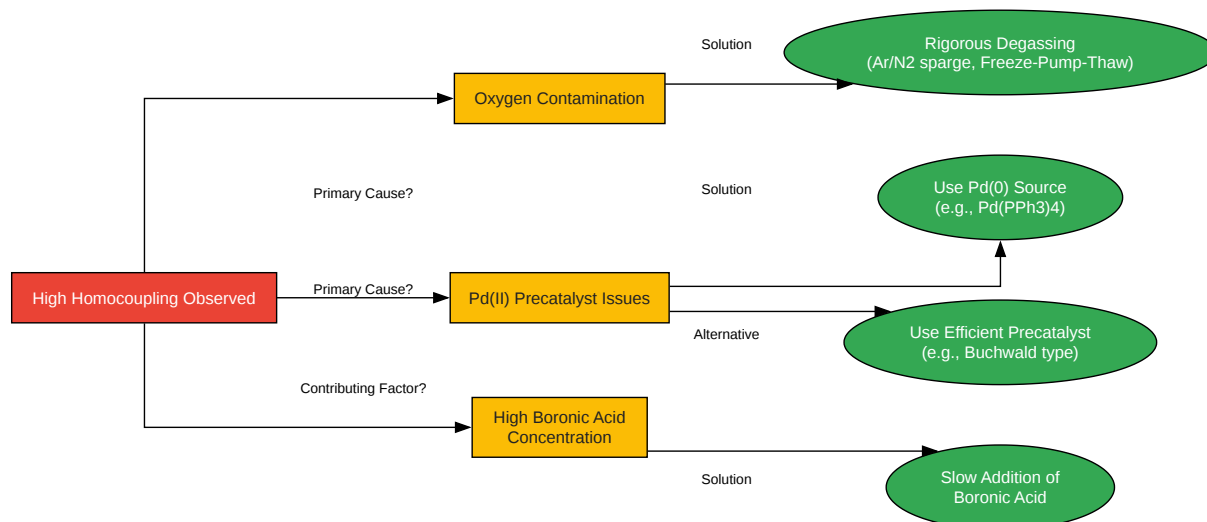 Solution
Rigorous Degassing
(Ar/N2 sparge, Freeze-Pump-Thaw)
Oxygen Contamination
Primary Cause?
Solution
Use Pd(0) Source
(e.g., Pd(PPh3)4)
High Homocoupling Observed
Primary Cause?
Pd(II) Precatalyst Issues
Alternative
Use Efficient Precatalyst
(e.g., Buchwald type)
Contributing Factor?
High Boronic Acid
Concentration
Solution
Slow Addition of
Boronic Acid